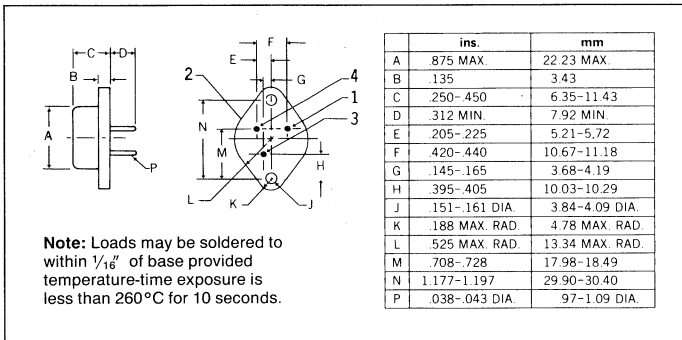 C D
B
A
P
F
E
G
2
4
1
3
N
M
H
L
K
J
Note: Loads may be soldered to
within 1/16" of base provided
temperature-time exposure is
less than 260°C for 10 seconds.
ins. mm
A .875 MAX. 22.23 MAX.
B .135 3.43
C .250-.450 6.35-11.43
D .312 MIN. 7.92 MIN.
E .205-.225 5.21-5.72
F .420-.440 10.67-11.18
G .145-.165 3.68-4.19
H .395-.405 10.03-10.29
J .151-.161 DIA. 3.84-4.09 DIA.
K .188 MAX. RAD. 4.78 MAX. RAD.
L .525 MAX. RAD. 13.34 MAX. RAD.
M .708-.728 17.98-18.49
N 1.177-1.197 29.90-30.40
P .038-.043 DIA. .97-1.09 DIA.